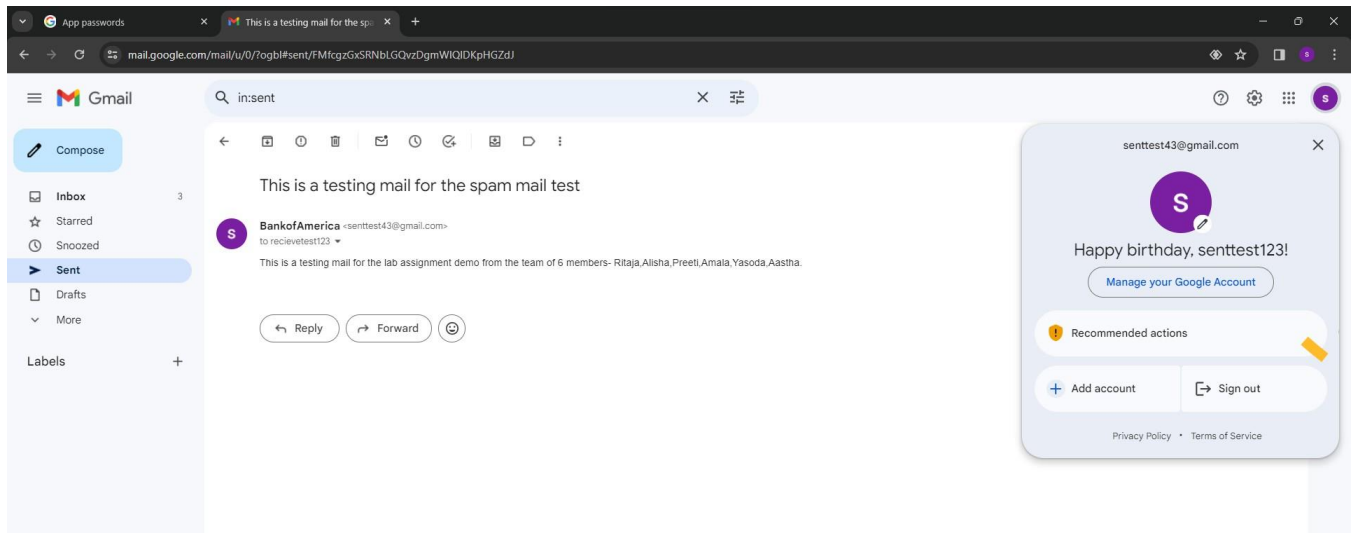 App passwords
This is a testing mail for the spa
mail.google.com/mail/u/0/?ogbl#sent/FMfcgzGxSRNbLGQvzDgmWIQIDKpHGZdJ
Gmail
in:sent
S
Compose
Inbox 3
Starred
Snoozed
Sent
Drafts
More
Labels
This is a testing mail for the spam mail test
S
BankofAmerica <senttest43@gmail.com>
to recievetest123
This is a testing mail for the lab assignment demo from the team of 6 members- Ritaja,Alisha,Preeti,Amala,Yasoda,Aastha.
Reply Forward
senttest43@gmail.com
S
Happy birthday, senttest123!
Manage your Google Account
Recommended actions
Add account Sign out
Privacy Policy • Terms of Service